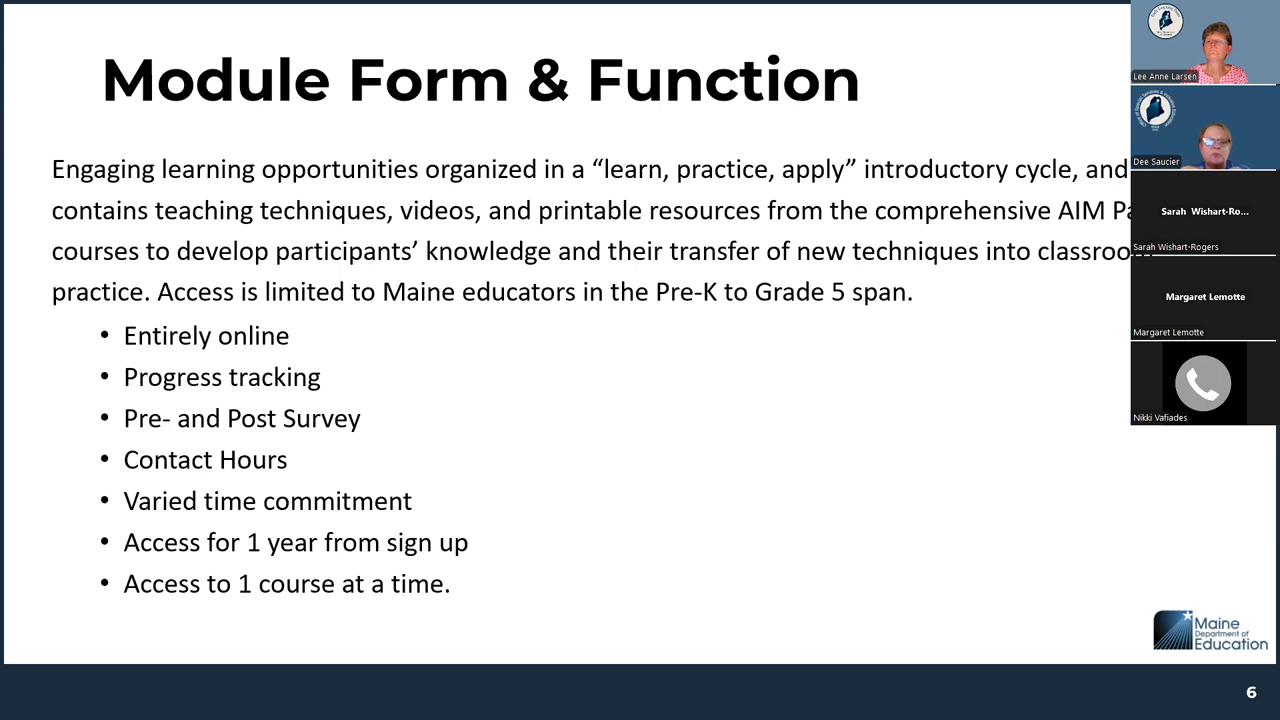 Module Form & Function
Engaging learning opportunities organized in a “learn, practice, apply” introductory cycle, and
contains teaching techniques, videos, and printable resources from the comprehensive AIM
courses to develop participants’ knowledge and their transfer of new techniques into classroom
practice. Access is limited to Maine educators in the Pre-K to Grade 5 span.
• Entirely online
• Progress tracking
• Pre- and Post Survey
• Contact Hours
• Varied time commitment
• Access for 1 year from sign up
• Access to 1 course at a time.
Lee Anne Larsen
Dee Saucier
Sarah Wishart-Ro...
Sarah Wishart-Rogers
Margaret Lemotte
Margaret Lemotte
Nikki Vafiades
Maine
Department of
Education
6